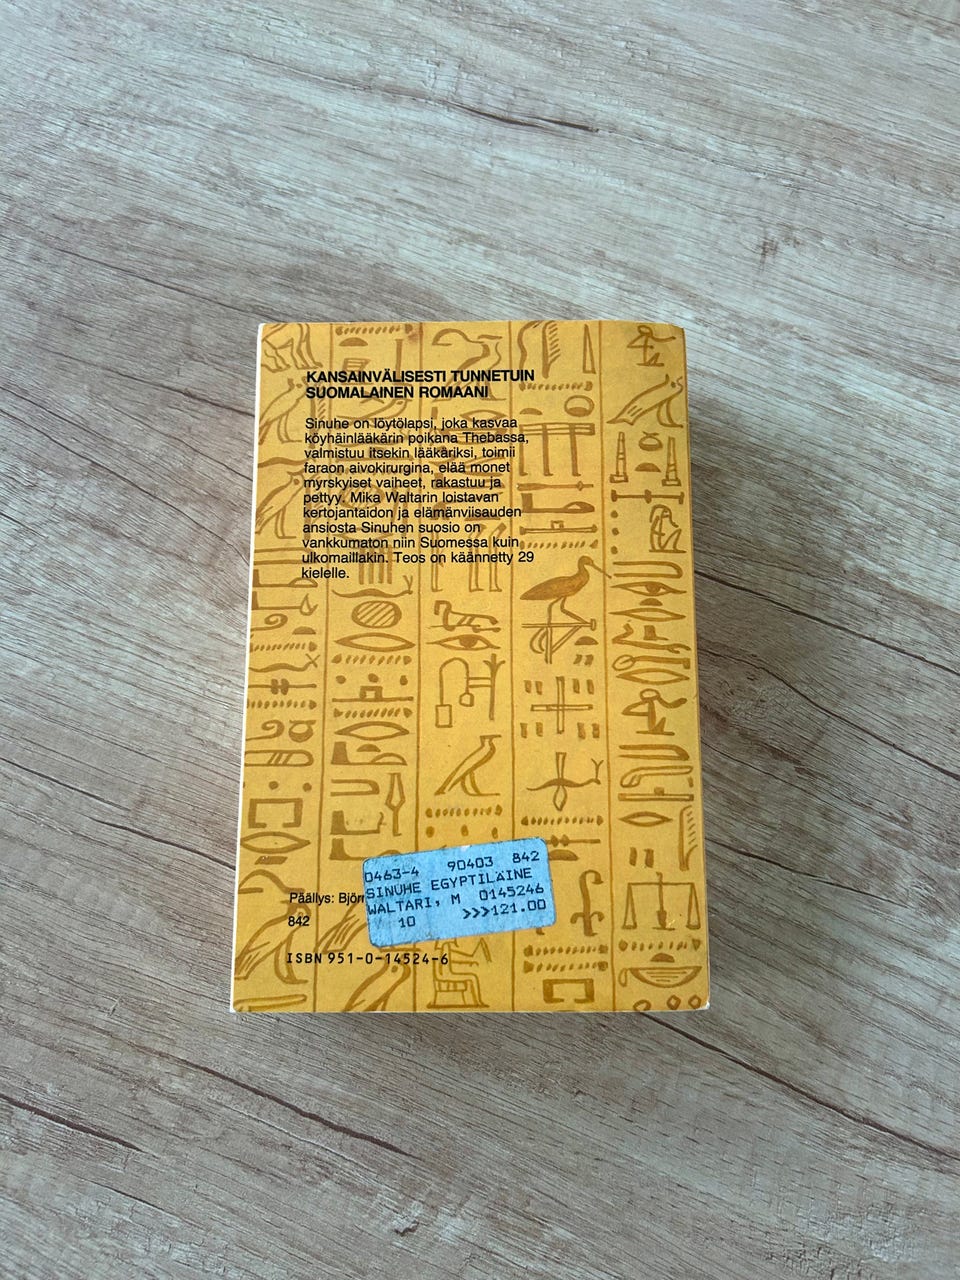 KANSAINVÄLISESTI TUNNETUIN
SUOMALAINEN ROMAANI
Sinuhe on löytölapsi, joka kasvaa
köyhäinlääkärin poikana Thebassa,
valmistuu itsekin lääkäriksi, toimii
faraon aivokirurgina, elää monet
myrskyiset vaiheet, rakastuu ja
pettyy. Mika Waltarin loistavan
kertojantaidon ja elämänviisauden
ansiosta Sinuhen suosio on
vankkumaton niin Suomessa kuin
ulkomaillakin. Teos on käännetty 29
kielelle.
0463-4 90403 842
SINUHE EGYPTILÄINE
WALTARI, M 0145246
10 >>>121.00
Päällys:
842
ISBN 951-0-14524-6